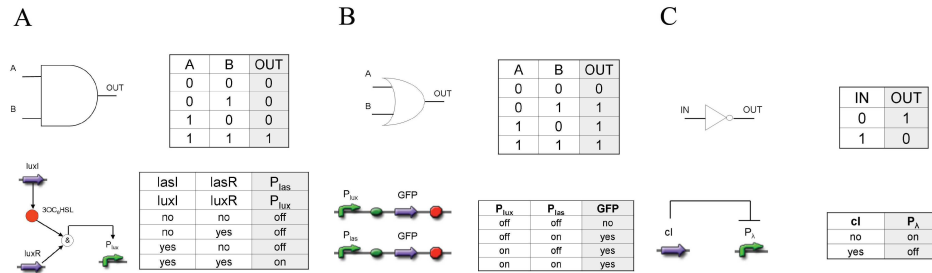 A
B
C
A
B
OUT
A B OUT
0 0 0
0 1 0
1 0 0
1 1 1
luxI
3OC6HSL
&
luxR
Plux
lasI lasR Plas
luxI luxR Plux
no no off
no yes off
yes no off
yes yes on
A
B
OUT
A B OUT
0 0 0
0 1 1
1 0 1
1 1 1
Plux GFP
Plas GFP
Plux Plas GFP
off off no
off on yes
on off yes
on on yes
IN OUT
IN OUT
0 1
1 0
cI Pλ
cI Pλ
no on
yes off